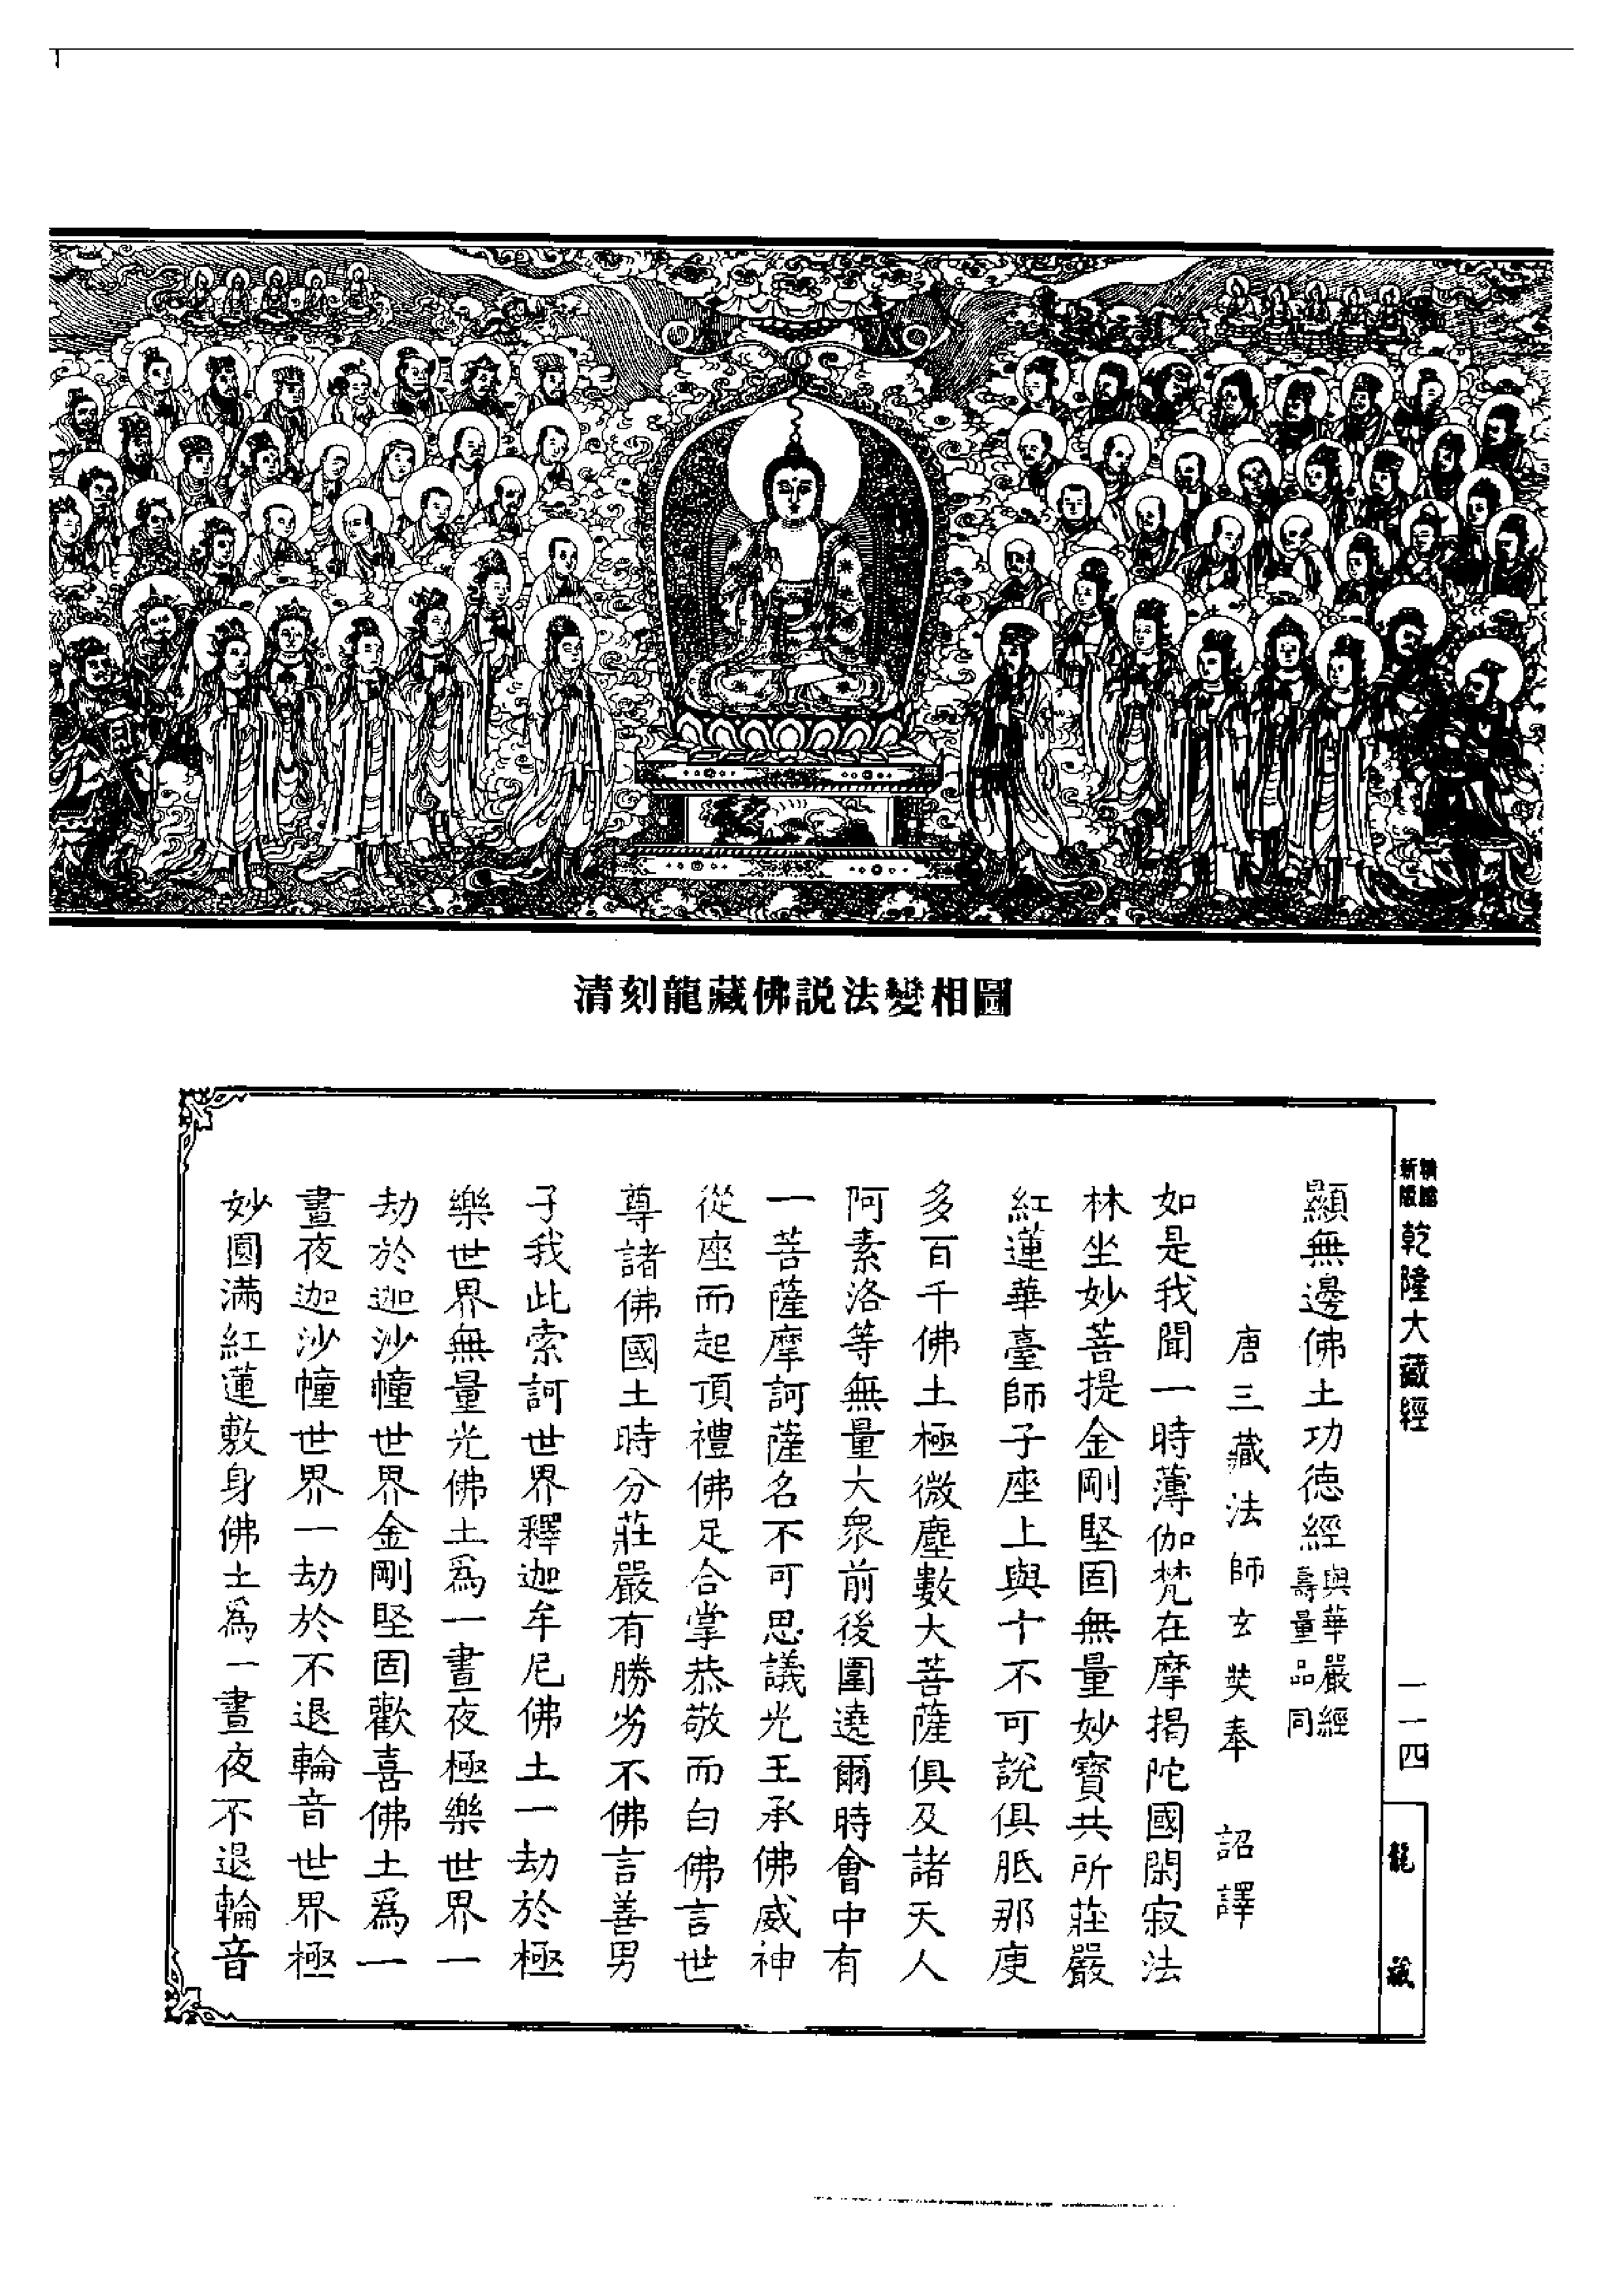 清刻龍藏佛説法變相圖
新版
乾隆大藏經
一一四
龍藏
顯無邊佛土功德經
與華嚴經
壽量品同
唐三藏法師玄奘奉 詔譯
如是我聞一時薄伽梵在摩揭陀國閑寂法
林坐妙菩提金剛堅固無量妙寶共所莊嚴
紅蓮華臺師子座上與十不可說俱胝那庾
多百千佛土極微塵數大菩薩俱及諸天人
阿素洛等無量大衆前後圍遶爾時會中有
一菩薩摩訶薩名不可思議光王承佛威神
從座而起頂禮佛足合掌恭敬而白佛言世
尊諸佛國土時分莊嚴有勝劣不佛言善男
子我此索訶世界釋迦牟尼佛土一劫於極
樂世界無量光佛土爲一晝夜極樂世界一
劫於迦沙幢世界金剛堅固歡喜佛土爲一
晝夜迦沙幢世界一劫於不退輪音世界極
妙圓滿紅蓮敷身佛土爲一晝夜不退輪音